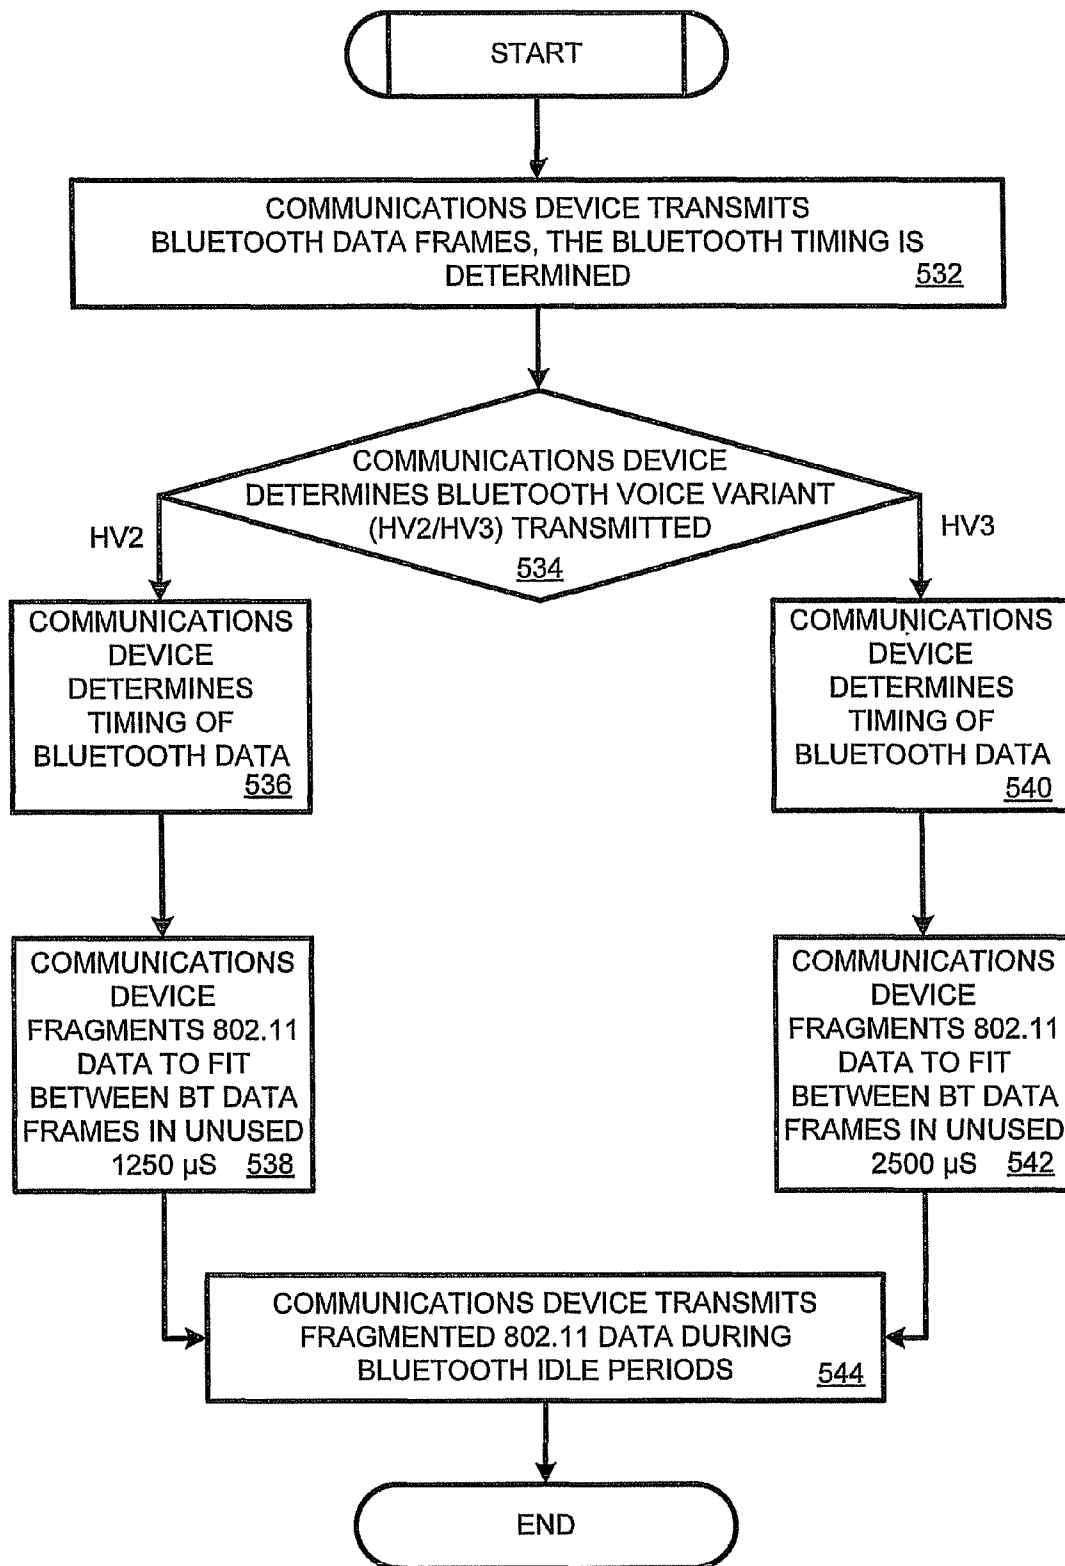 START
COMMUNICATIONS DEVICE TRANSMITS
BLUETOOTH DATA FRAMES, THE BLUETOOTH TIMING IS
DETERMINED 532
COMMUNICATIONS DEVICE
DETERMINES BLUETOOTH VOICE VARIANT
(HV2/HV3) TRANSMITTED
534
HV2
HV3
COMMUNICATIONS
DEVICE
DETERMINES
TIMING OF
BLUETOOTH DATA
536
COMMUNICATIONS
DEVICE
DETERMINES
TIMING OF
BLUETOOTH DATA
540
COMMUNICATIONS
DEVICE
FRAGMENTS 802.11
DATA TO FIT
BETWEEN BT DATA
FRAMES IN UNUSED
1250 µS 538
COMMUNICATIONS
DEVICE
FRAGMENTS 802.11
DATA TO FIT
BETWEEN BT DATA
FRAMES IN UNUSED
2500 µS 542
COMMUNICATIONS DEVICE TRANSMITS
FRAGMENTED 802.11 DATA DURING
BLUETOOTH IDLE PERIODS 544
END